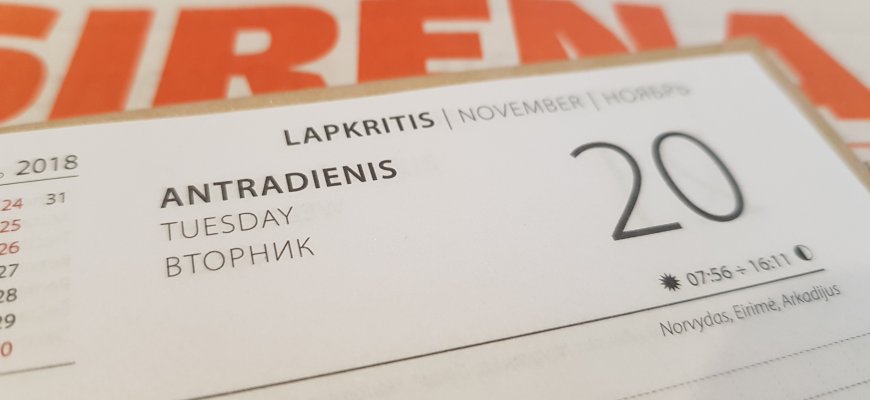 SIRENA
LAPKRITIS | NOVEMBER | НОЯБРЬ
2018
ANTRADIENIS
TUESDAY
ВТОРНИК
20
24 31
25
26
27
28
29
07:56 ÷ 16:11
Norvydas, Eirimė, Arkadijus